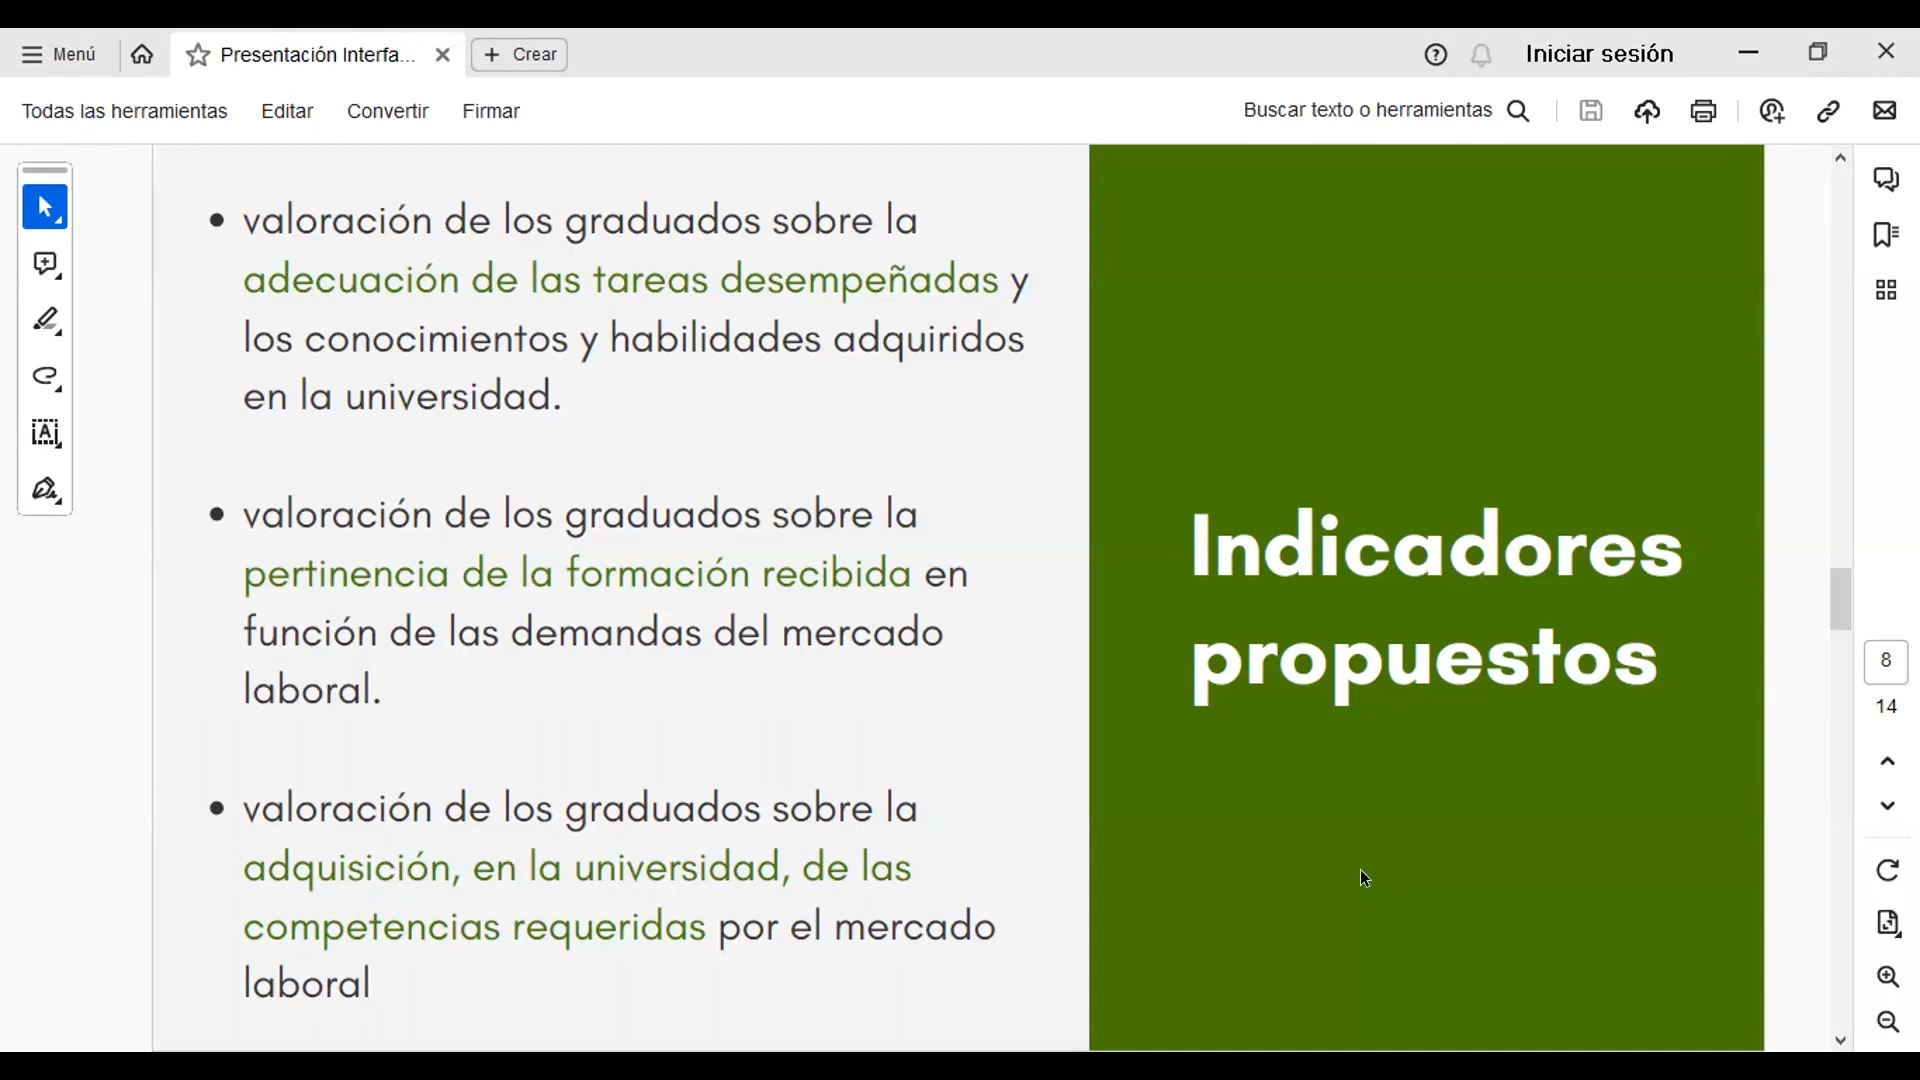 Menú
Presentación Interfa...
Crear
Iniciar sesión
Todas las herramientas
Editar
Convertir
Firmar
Buscar texto o herramientas
• valoración de los graduados sobre la
adecuación de las tareas desempeñadas y
los conocimientos y habilidades adquiridos
en la universidad.
• valoración de los graduados sobre la
pertinencia de la formación recibida en
función de las demandas del mercado
laboral.
• valoración de los graduados sobre la
adquisición, en la universidad, de las
competencias requeridas por el mercado
laboral
Indicadores
propuestos
8
14